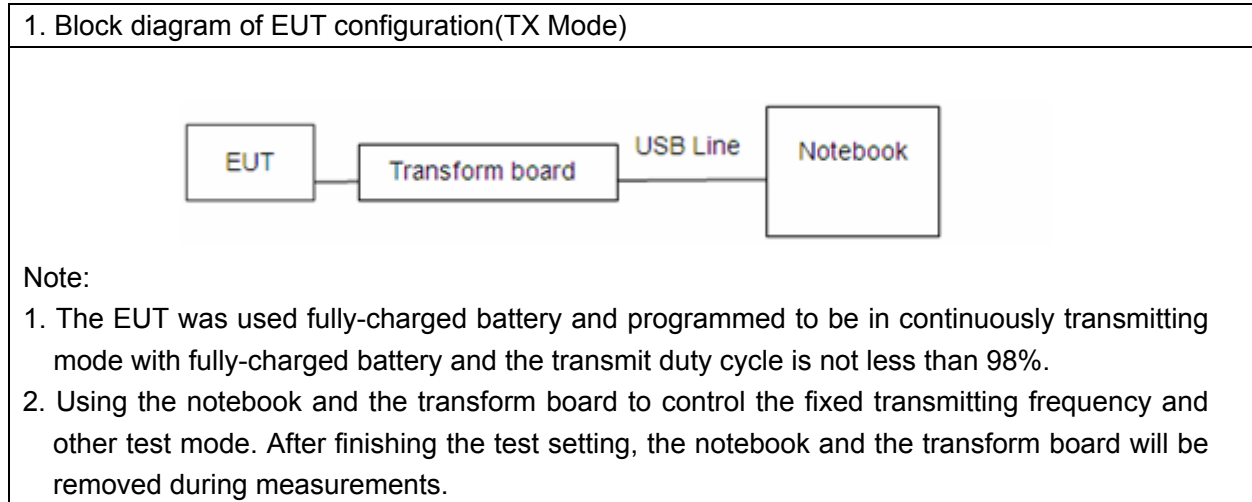 1. Block diagram of EUT configuration(TX Mode)
EUT
Transform board
USB Line
Notebook
Note:
1. The EUT was used fully-charged battery and programmed to be in continuously transmitting
mode with fully-charged battery and the transmit duty cycle is not less than 98%.
2. Using the notebook and the transform board to control the fixed transmitting frequency and
other test mode. After finishing the test setting, the notebook and the transform board will be
removed during measurements.